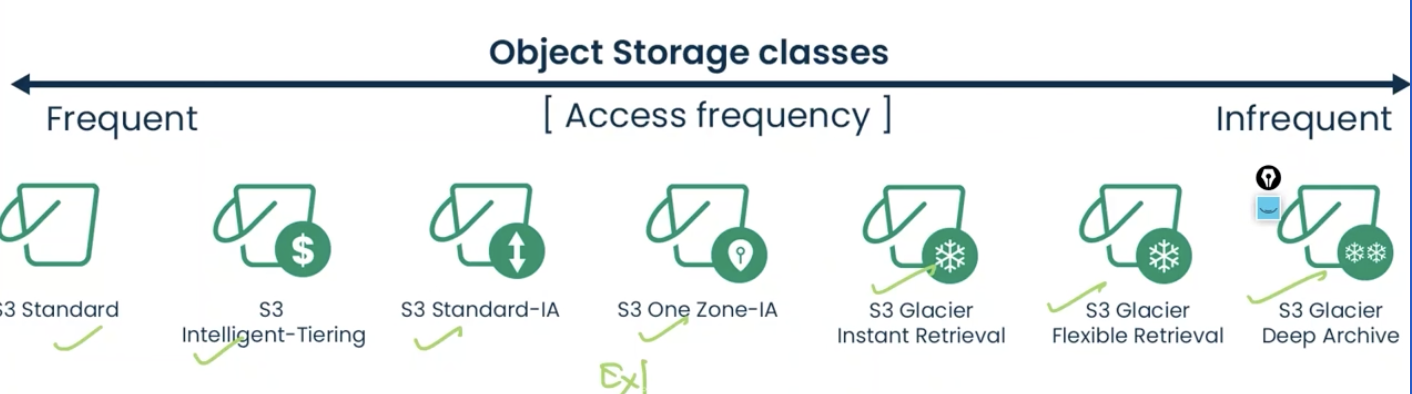 Object Storage classes
Frequent
[ Access frequency ]
Infrequent
$
S3 Standard
S3
Intelligent-Tiering
S3 Standard-IA
S3 One Zone-IA
S3 Glacier
Instant Retrieval
S3 Glacier
Flexible Retrieval
S3 Glacier
Deep Archive